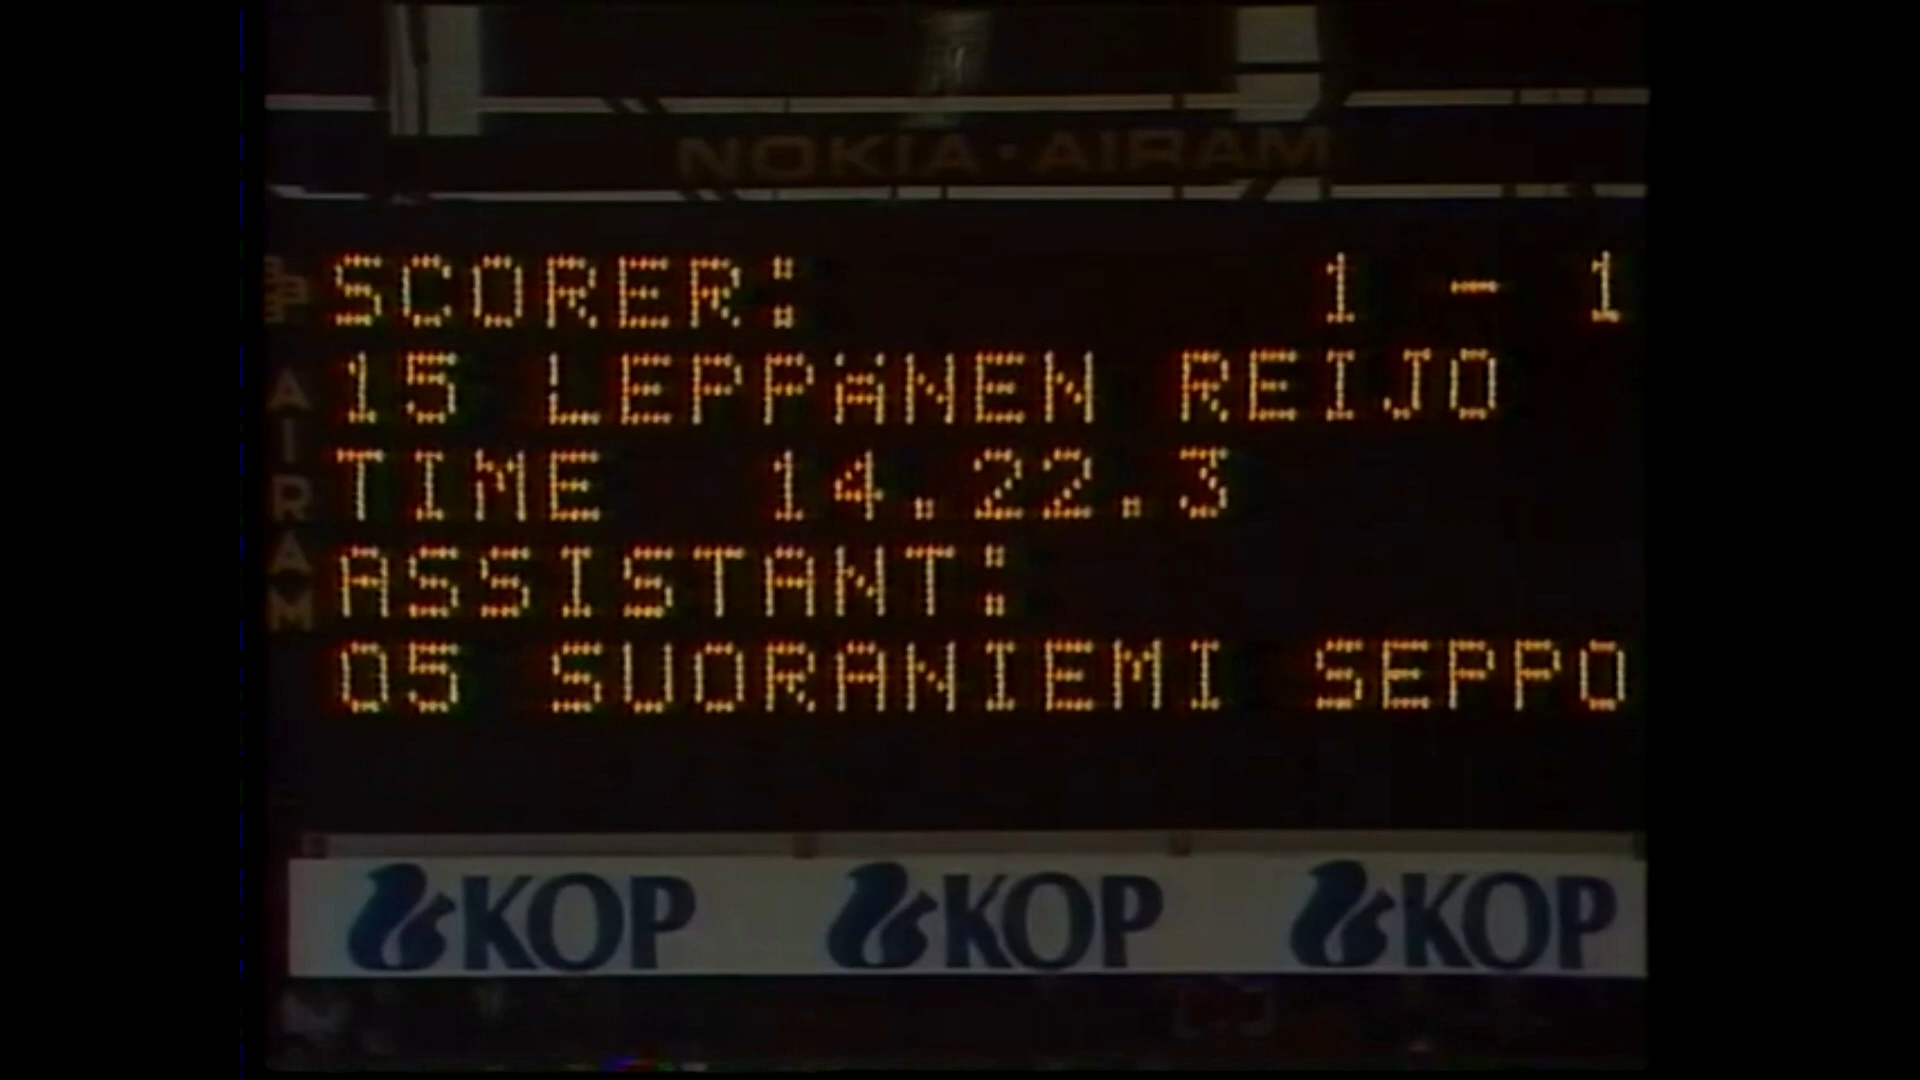 NOKIA·AIRAM
SCORER: 1 - 1
15 LEPPÄNEN REIJO
TIME 14.22.3
ASSISTANT:
05 SUORANIEMI SEPPO
AIRAM
KOP KOP KOP